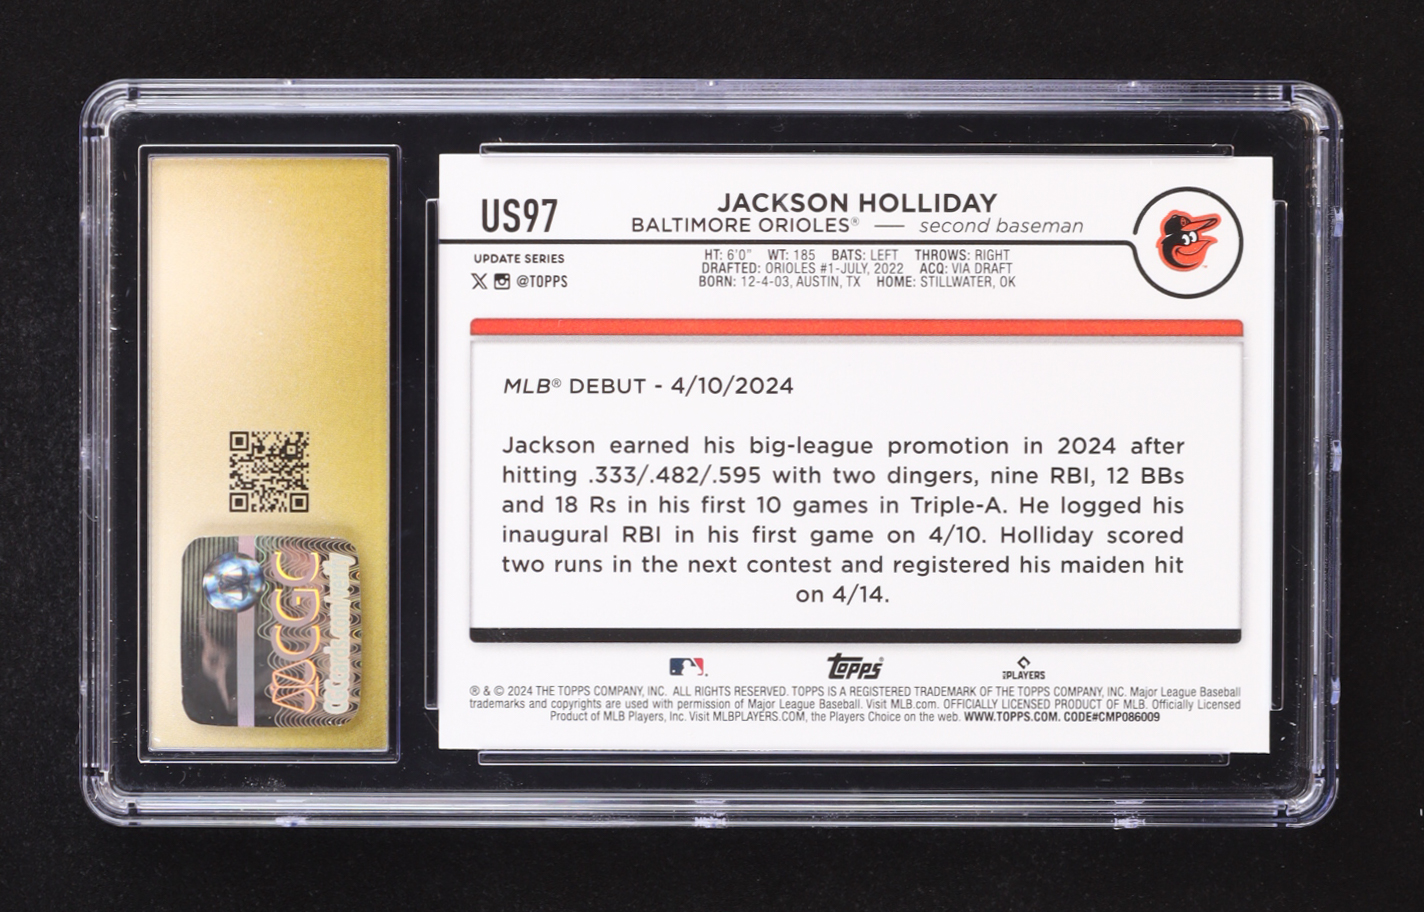 US97
JACKSON HOLLIDAY
BALTIMORE ORIOLES® — second baseman
UPDATE SERIES
@TOPPS
HT: 6'0" WT: 185 BATS: LEFT THROWS: RIGHT
DRAFTED: ORIOLES #1-JULY, 2022 ACQ: VIA DRAFT
BORN: 12-4-03, AUSTIN, TX HOME: STILLWATER, OK
MLB® DEBUT - 4/10/2024
Jackson earned his big-league promotion in 2024 after
hitting .333/.482/.595 with two dingers, nine RBI, 12 BBs
and 18 Rs in his first 10 games in Triple-A. He logged his
inaugural RBI in his first game on 4/10. Holliday scored
two runs in the next contest and registered his maiden hit
on 4/14.
Topps®
PLAYERS
® & © 2024 THE TOPPS COMPANY, INC. ALL RIGHTS RESERVED. TOPPS IS A REGISTERED TRADEMARK OF THE TOPPS COMPANY, INC. Major League Baseball
trademarks and copyrights are used with permission of Major League Baseball. Visit MLB.com. OFFICIALLY LICENSED PRODUCT OF MLB. Officially Licensed
Product of MLB Players, Inc. Visit MLBPLAYERS.COM, the Players Choice on the web. WWW.TOPPS.COM. CODE#CMP086009
CGC